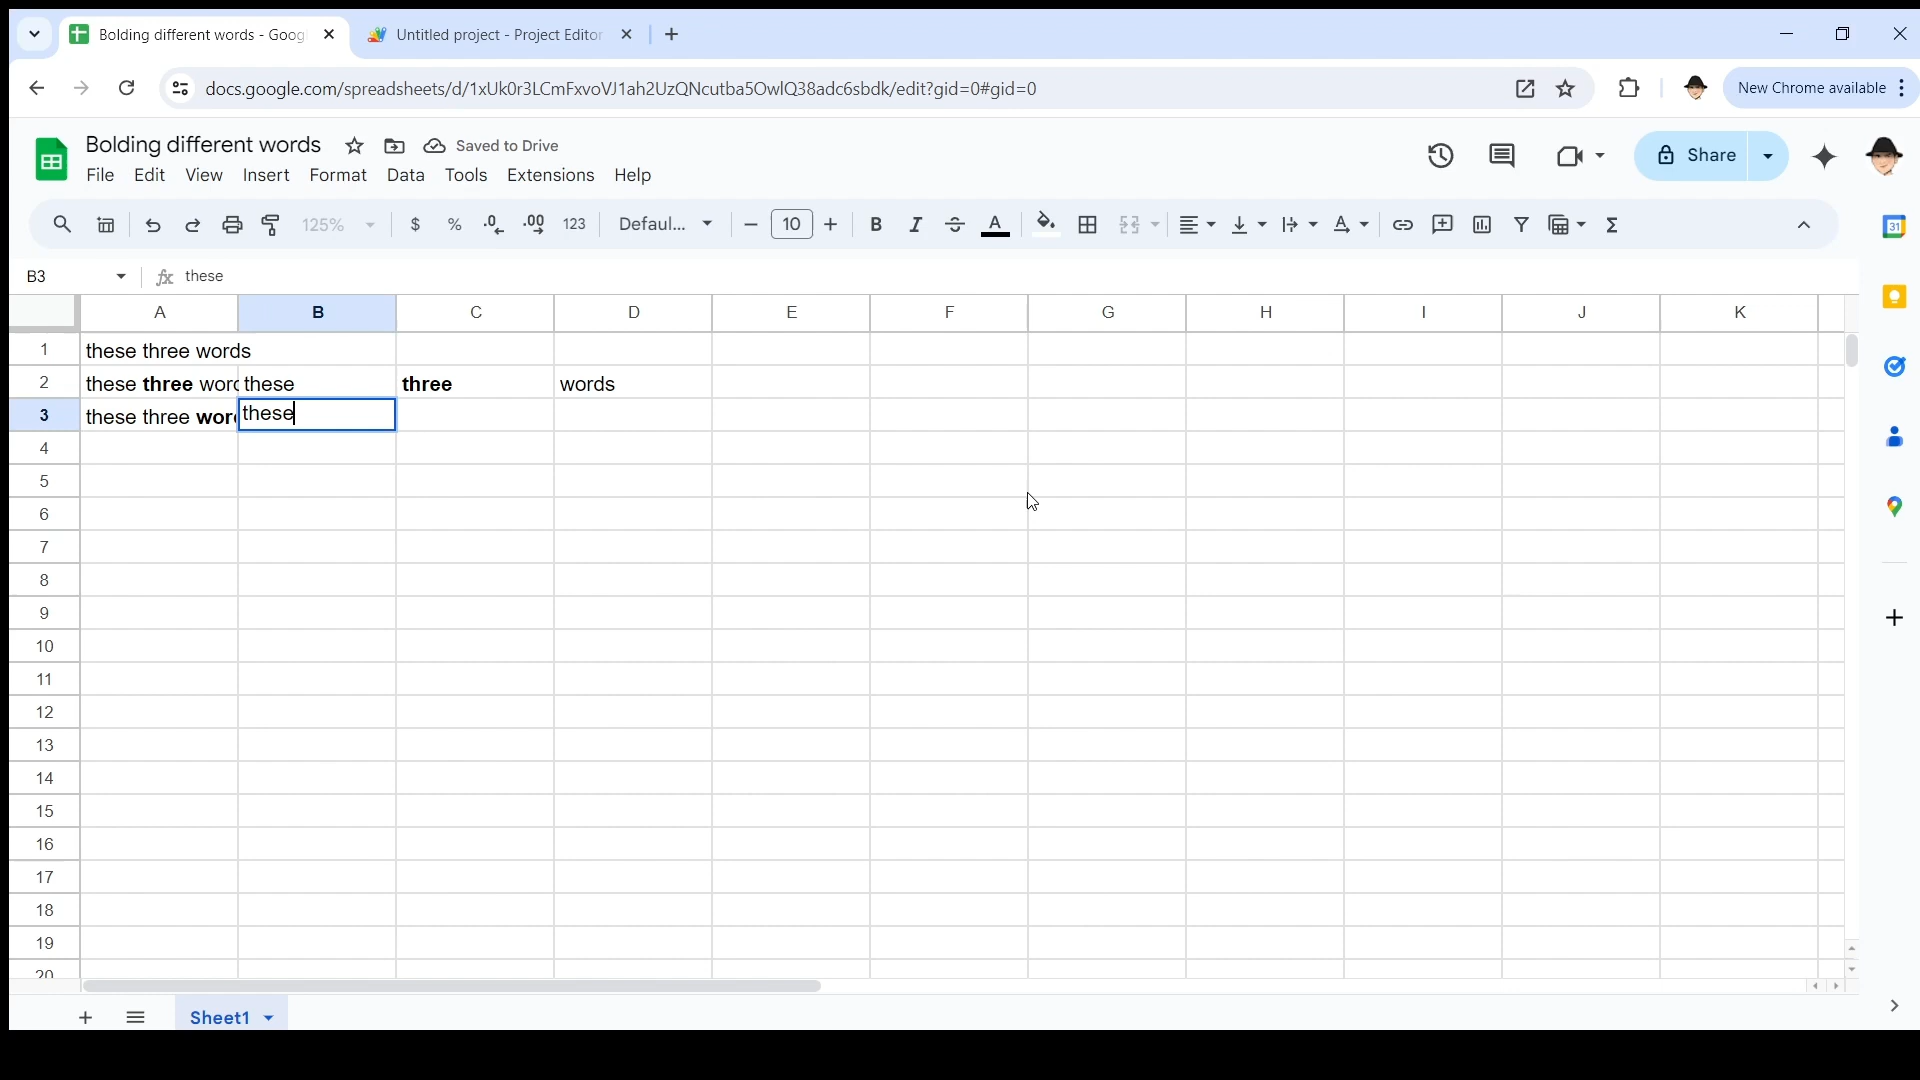 Bolding different words - Goog
Untitled project - Project Editor
docs.google.com/spreadsheets/d/1xUk0r3LCmFxvoVJ1ah2UzQNcutba5OwlQ38adc6sbdk/edit?gid=0#gid=0
New Chrome available
Bolding different words
Saved to Drive
File Edit View Insert Format Data Tools Extensions Help
Share
125% $ % .0 .00 123 Defaul... 10 B I A
31
B3 fx these
A B C D E F G H I J K
1 these three words
2 these three word these three words
3 these three word these
4
5
6
7
8
9
10
11
12
13
14
15
16
17
18
19
20
Sheet1